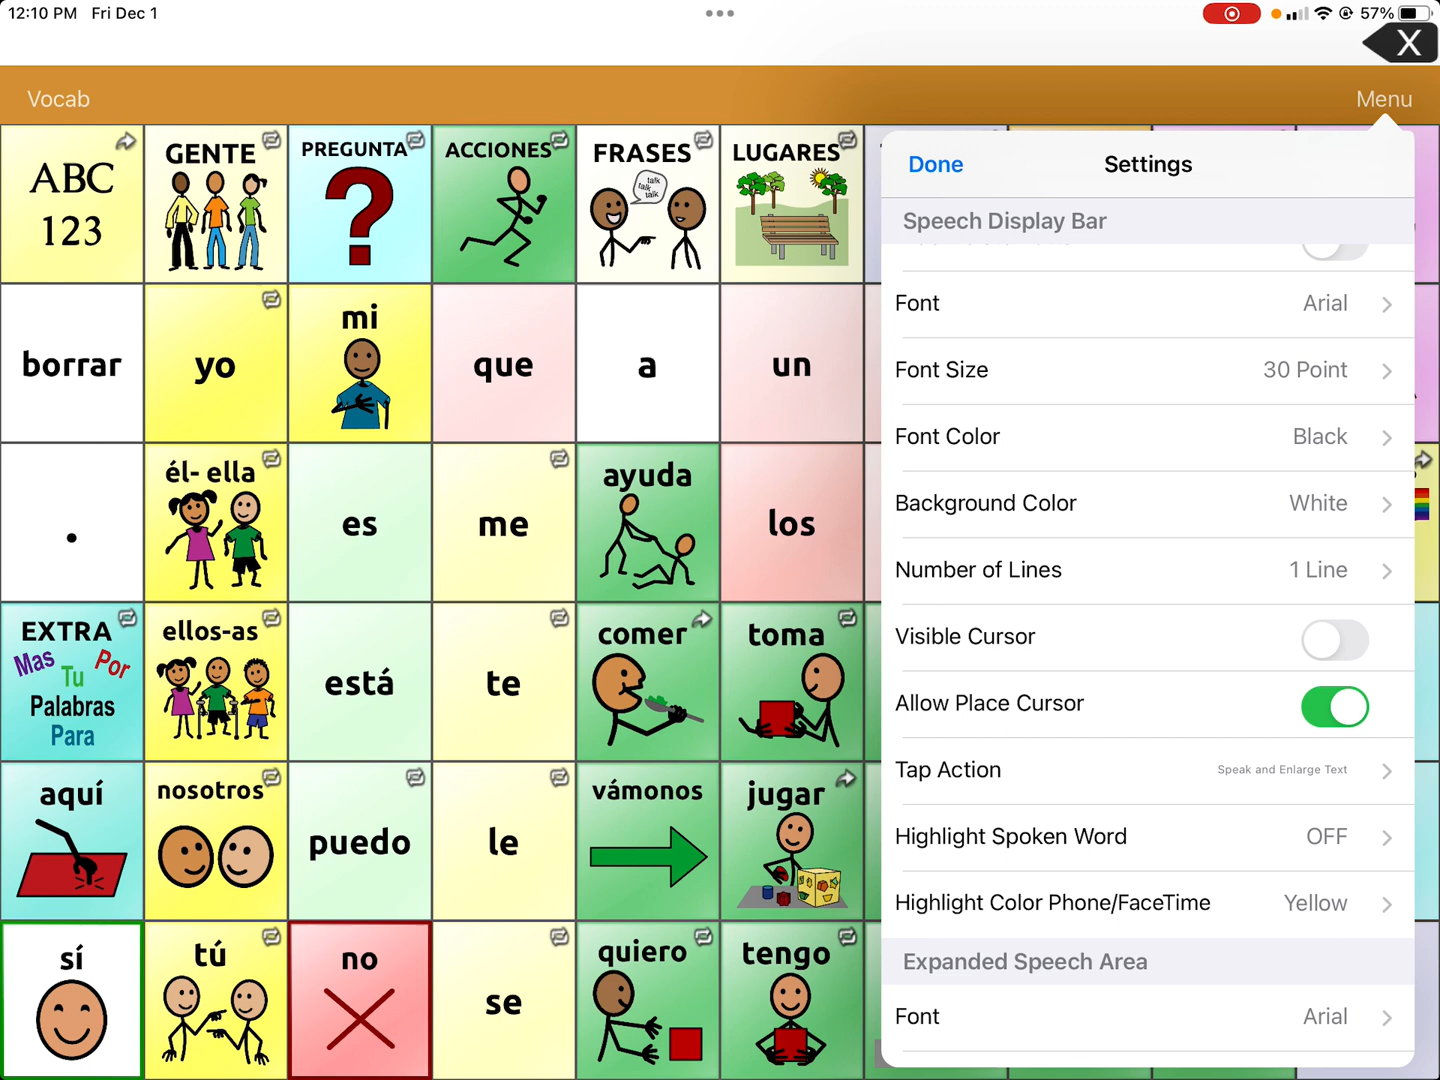 12:10 PM Fri Dec 1
57%
X
Vocab
Menu
ABC
123
GENTE
PREGUNTA
?
ACCIONES
FRASES
talk
talk
talk
LUGARES
Done
Settings
Speech Display Bar
borrar
yo
mi
que
a
un
Font
Arial
Font Size
30 Point
Font Color
Black
.
él- ella
es
me
ayuda
los
Background Color
White
Number of Lines
1 Line
EXTRA
Mas
Tu
Por
Palabras
Para
ellos-as
está
te
comer
toma
Visible Cursor
Allow Place Cursor
aquí
nosotros
puedo
le
vámonos
jugar
Tap Action
Speak and Enlarge Text
Highlight Spoken Word
OFF
Highlight Color Phone/FaceTime
Yellow
sí
tú
no
se
quiero
tengo
Expanded Speech Area
Font
Arial